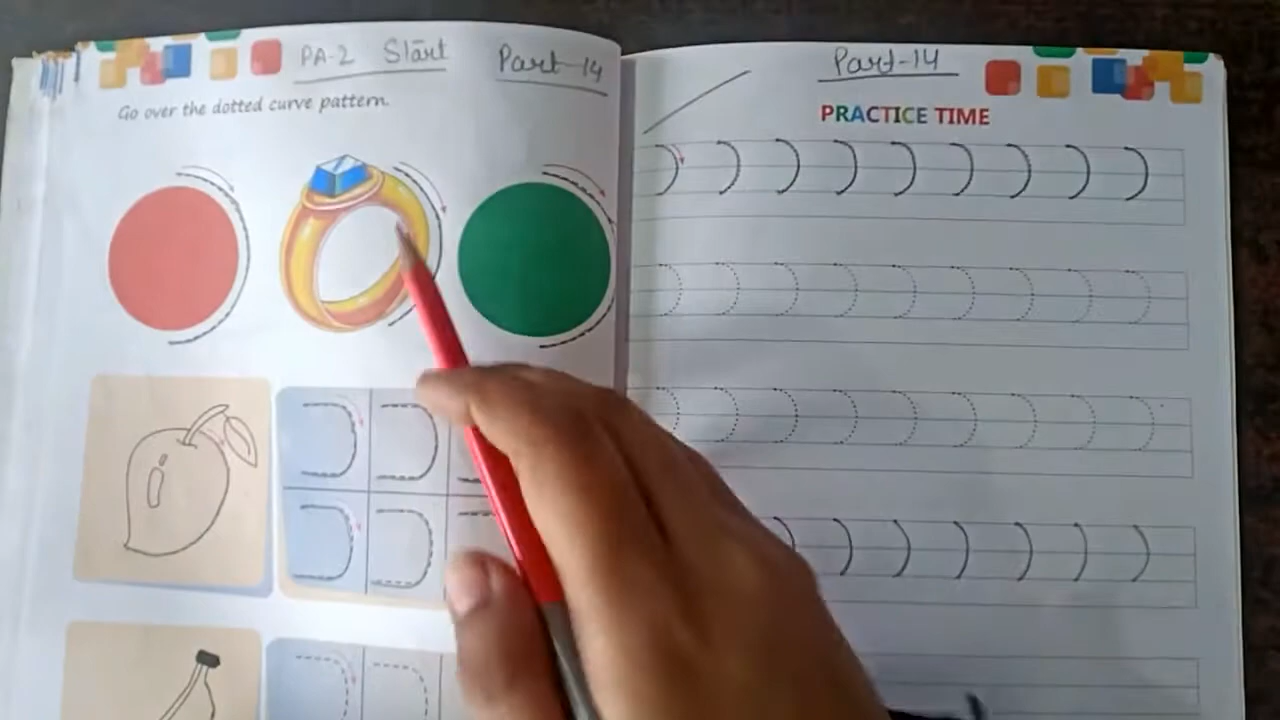 PA-2 Start Part-14
Go over the dotted curve pattern.
Part-14
PRACTICE TIME